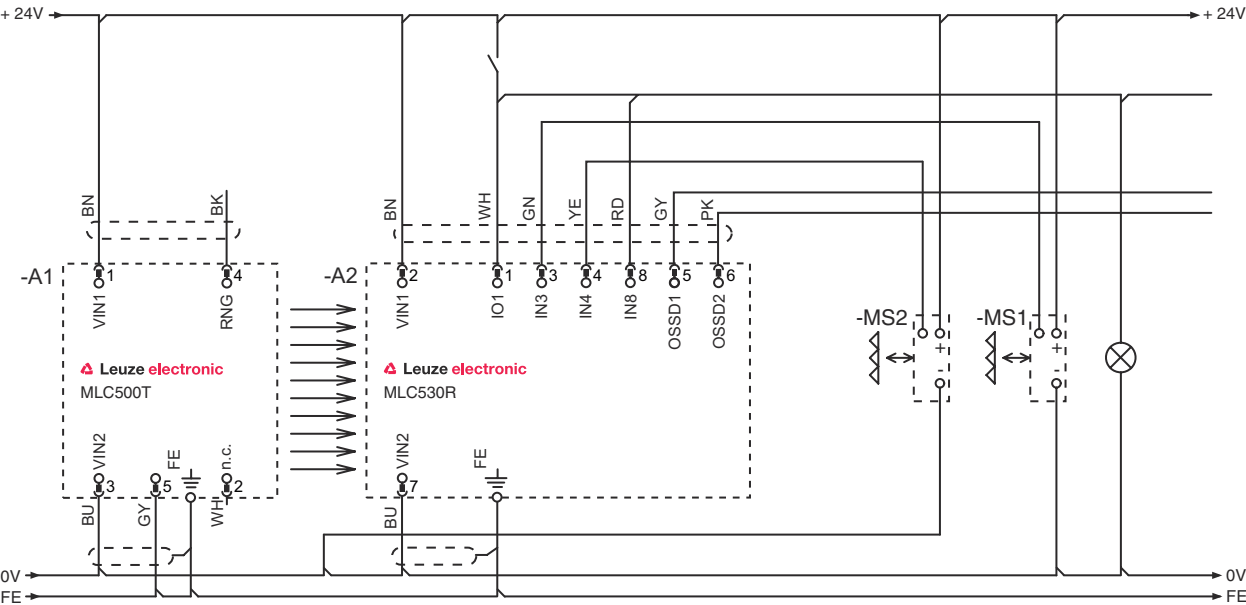 + 24V
+ 24V
BN
BK
BN
WH
GN
YE
RD
GY
PK
-A1
1
4
-A2
2
1
3
4
8
5
6
VIN1
RNG
VIN1
IO1
IN3
IN4
IN8
OSSD1
OSSD2
-MS2
-MS1
+
+
-
-
Leuze electronic
MLC500T
Leuze electronic
MLC530R
VIN2
FE
n.c.
VIN2
FE
3
5
2
7
BU
GY
WH
BU
0V
0V
FE
FE